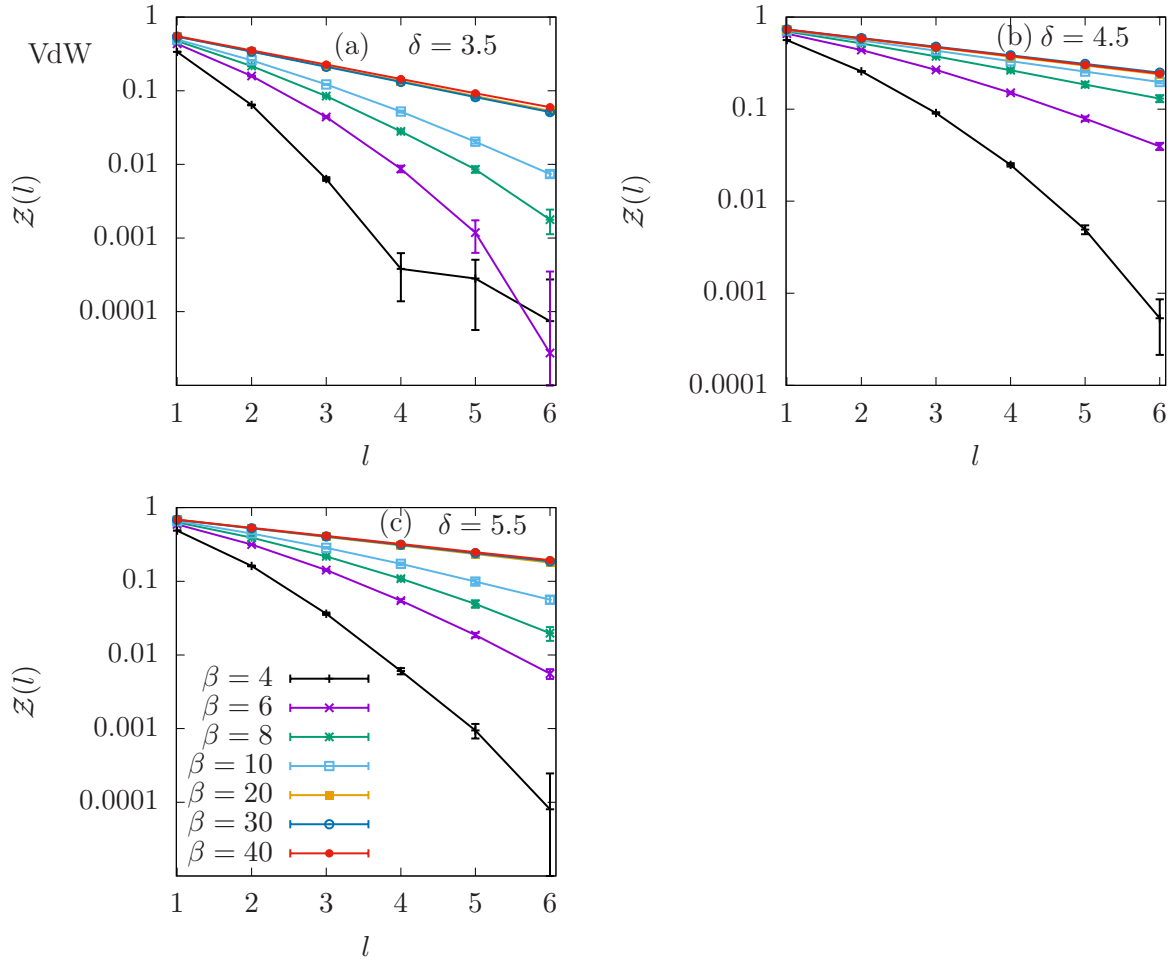 VdW
(a) δ = 3.5
1
0.1
0.01
0.001
0.0001
𝒵(l)
1 2 3 4 5 6
l
(b) δ = 4.5
1
0.1
0.01
0.001
0.0001
𝒵(l)
1 2 3 4 5 6
l
(c) δ = 5.5
1
0.1
0.01
0.001
0.0001
𝒵(l)
β = 4
β = 6
β = 8
β = 10
β = 20
β = 30
β = 40
1 2 3 4 5 6
l